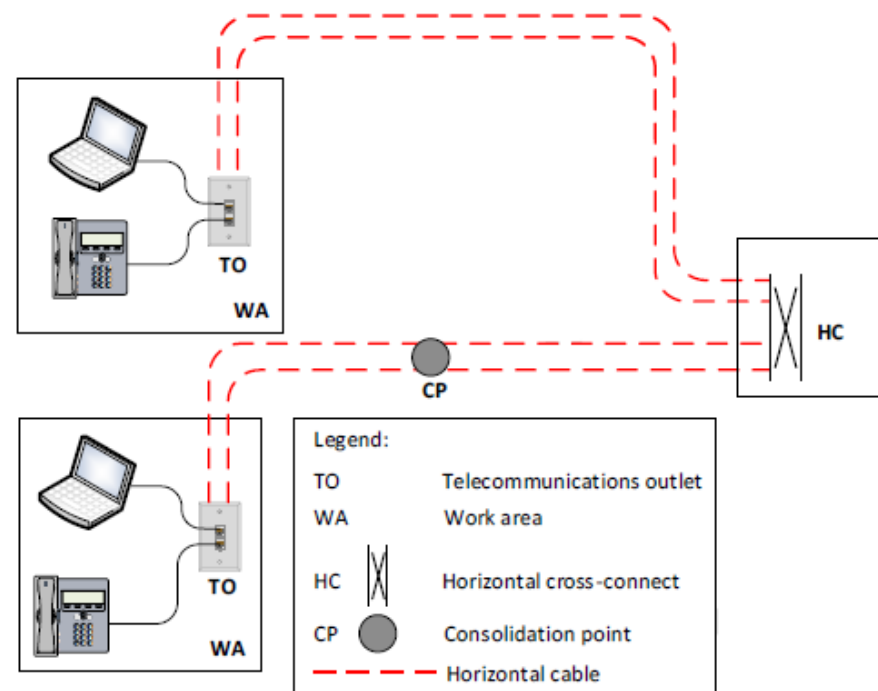 TO
WA
HC
CP
TO
WA
Legend:
TO Telecommunications outlet
WA Work area
HC Horizontal cross-connect
CP Consolidation point
Horizontal cable